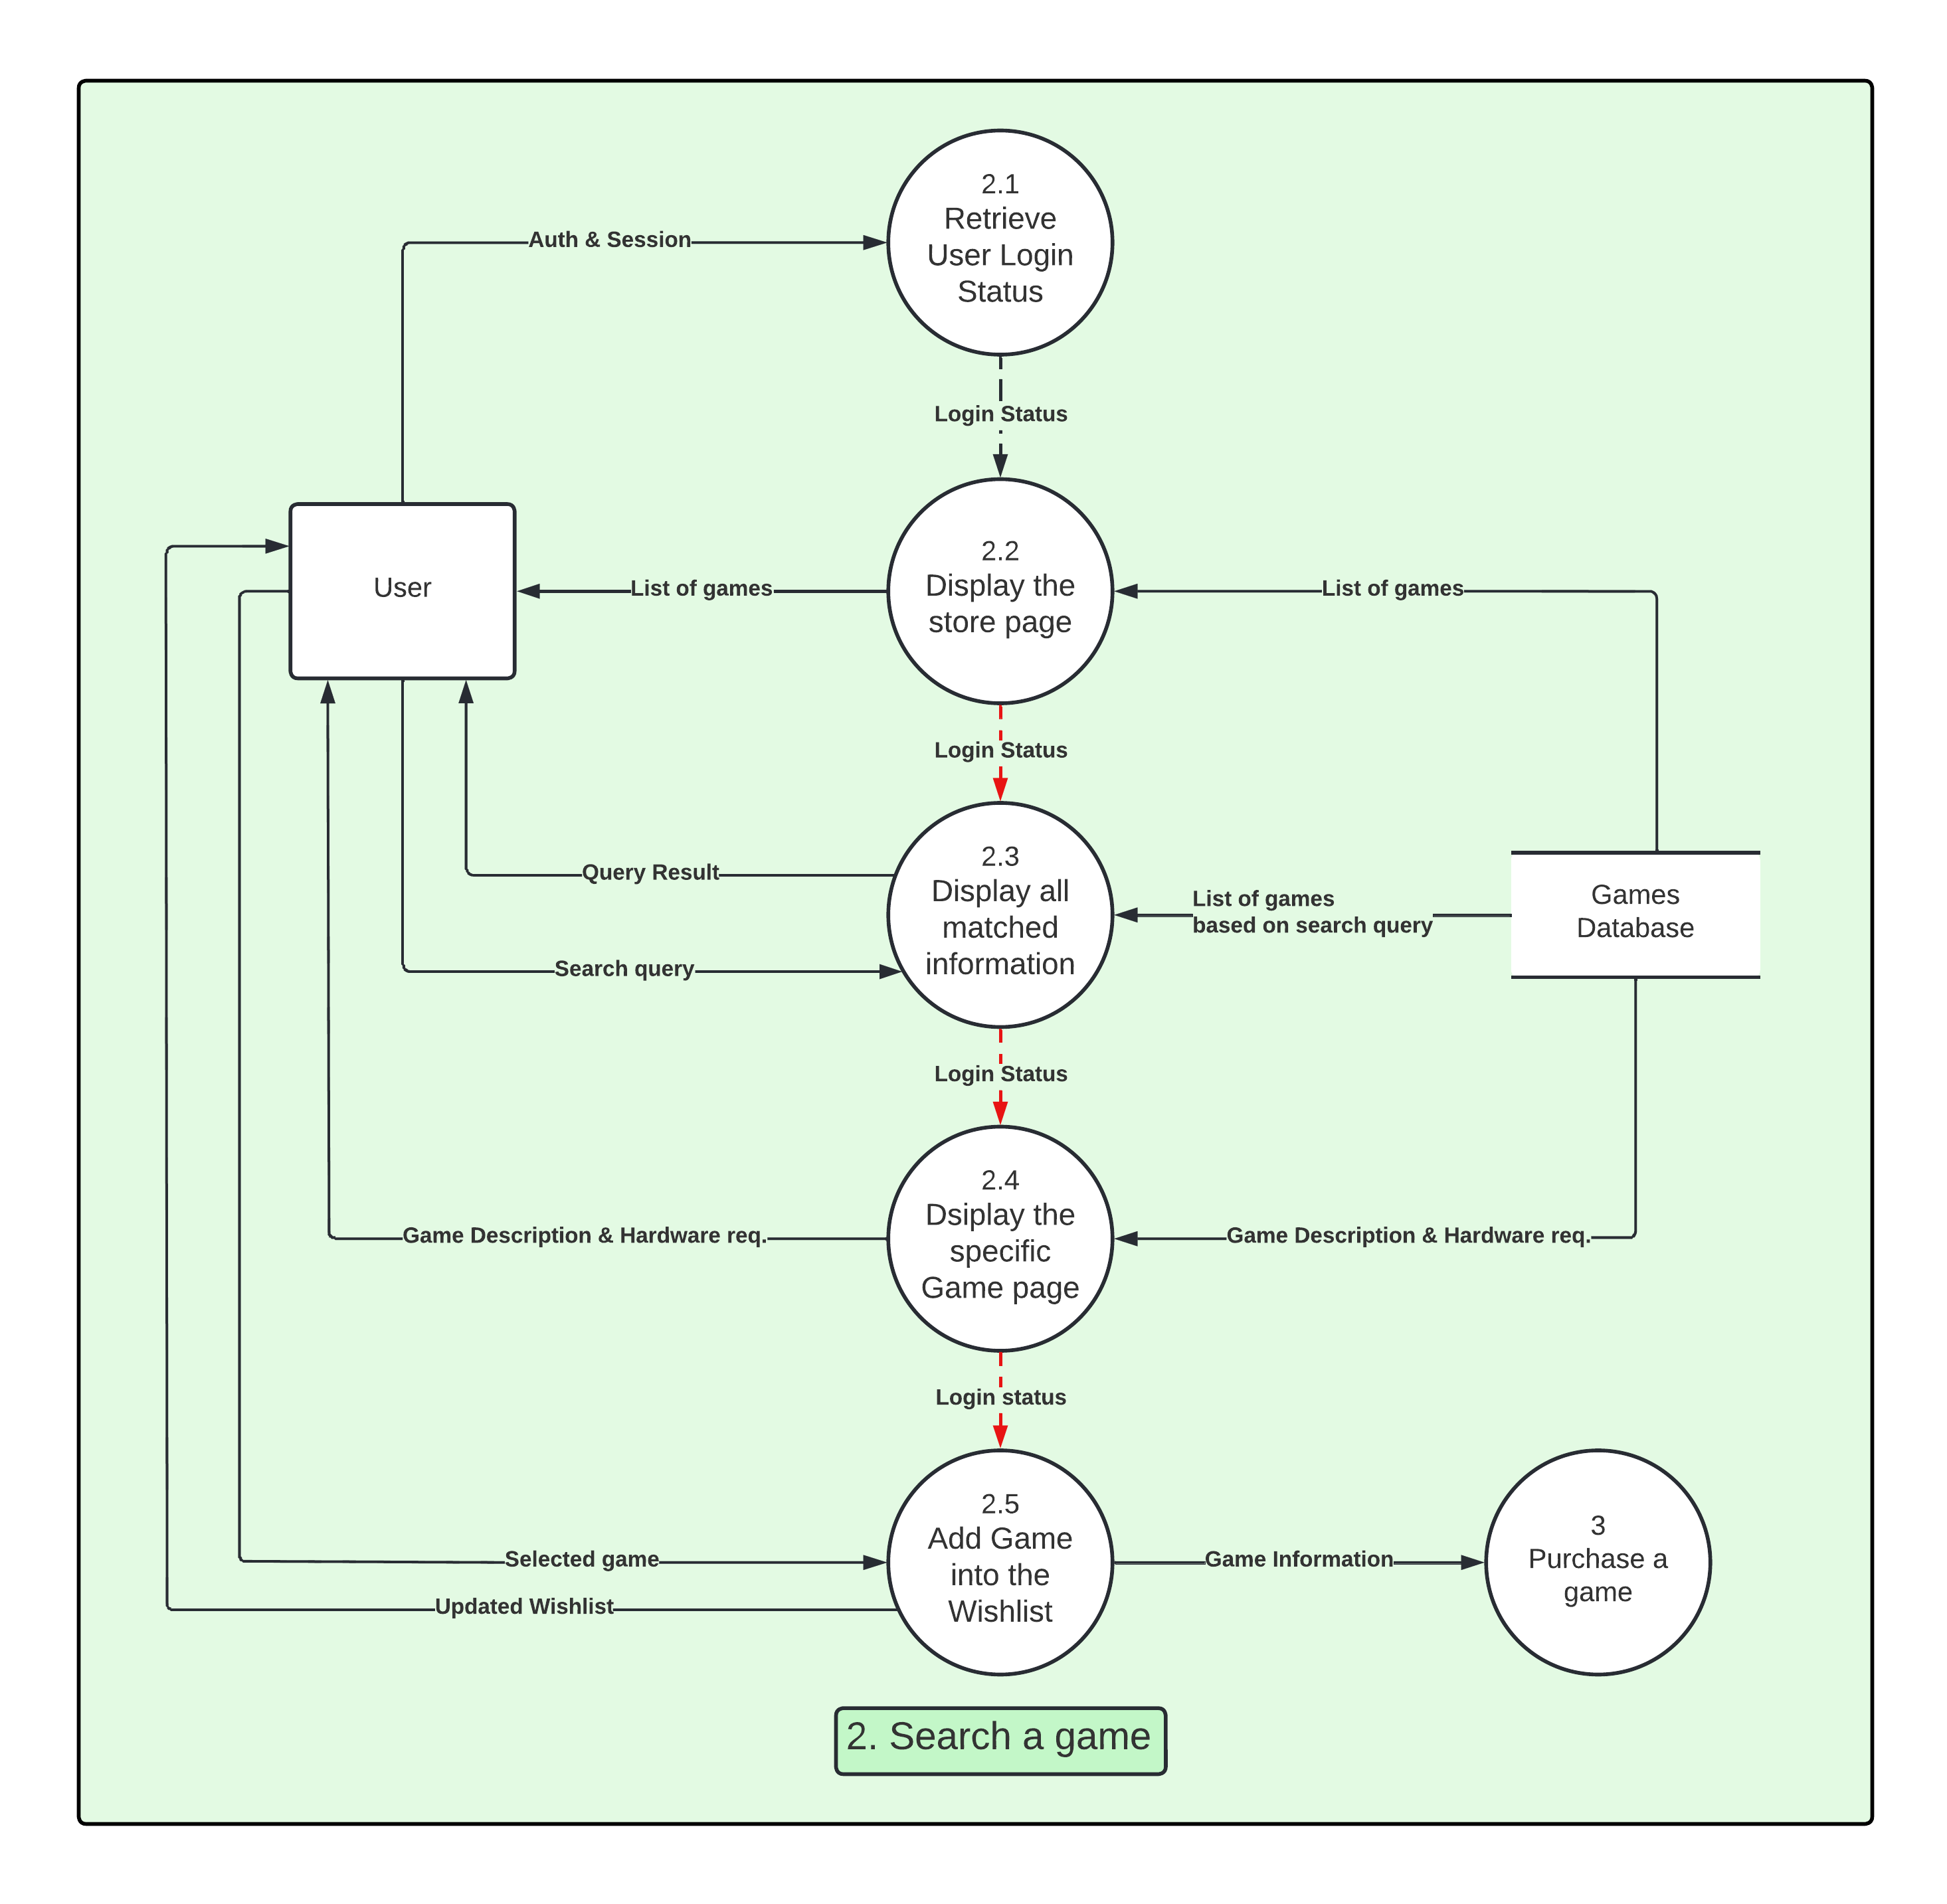 2.1
Retrieve
User Login
Status
Auth & Session
Login Status
User
List of games
2.2
Display the
store page
List of games
Login Status
Query Result
Search query
2.3
Display all
matched
information
List of games
based on search query
Games
Database
Login Status
Game Description & Hardware req.
2.4
Dsiplay the
specific
Game page
Game Description & Hardware req.
Login status
Selected game
Updated Wishlist
2.5
Add Game
into the
Wishlist
Game Information
3
Purchase a
game
2. Search a game